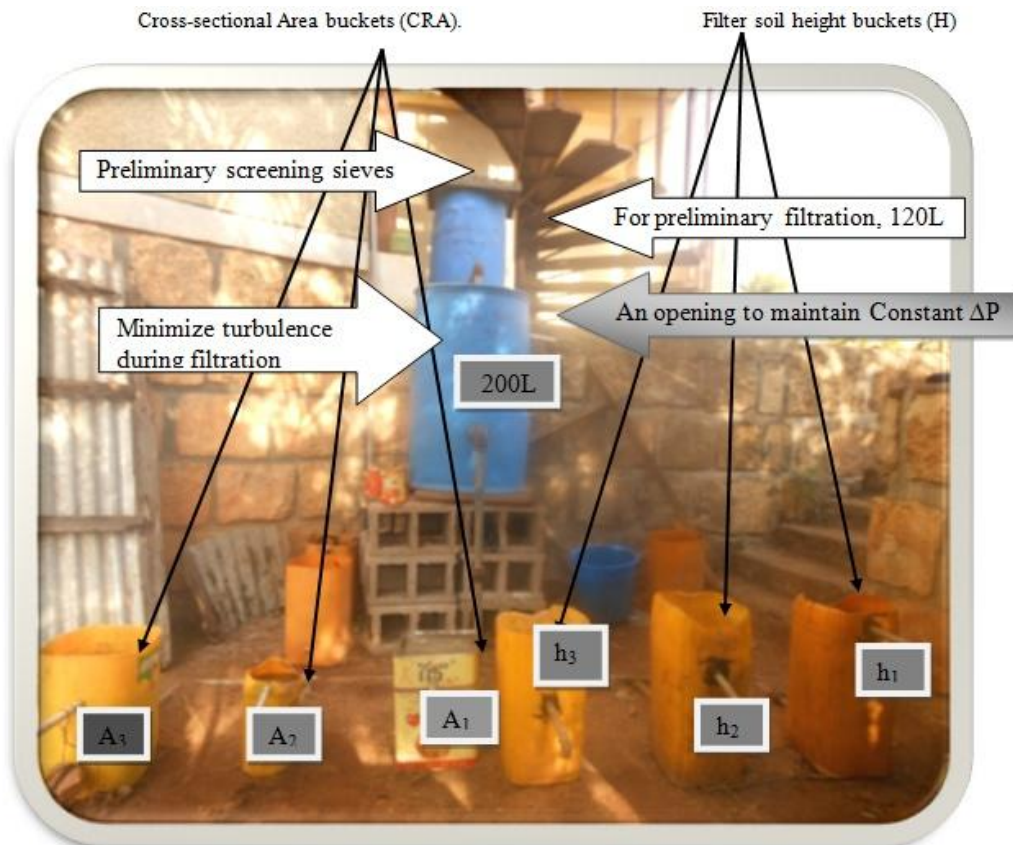 Cross-sectional Area buckets (CRA).
Filter soil height buckets (H)
Preliminary screening sieves
For preliminary filtration, 120L
An opening to maintain Constant ΔP
Minimize turbulence
during filtration
200L
h₃
h₁
A₃
A₂
A₁
h₂